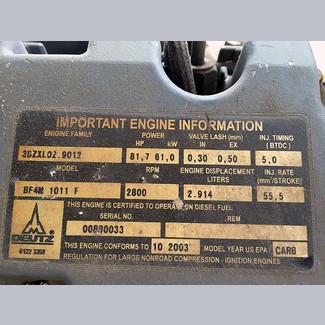 IMPORTANT ENGINE INFORMATION
ENGINE FAMILY POWER VALVE LASH (mm) INJ. TIMING
HP kW IN EX (BTDC)
3DZXL02.9012 81,7 61,0 0,30 0,50 5,0
MODEL RPM ENGINE DISPLACEMENT LITERS INJ. RATE (mm³/STROKE)
BF4M 1011 F 2800 2.914 55,5
THIS ENGINE IS CERTIFIED TO OPERATION DIESEL FUEL
SERIAL NO. REM
00880033
THIS ENGINE CONFORMS TO 10 2003 MODEL YEAR US EPA/ CARB
REGULATION FOR LARGE NONROAD COMPRESSION - IGNITION ENGINES
DEUTZ